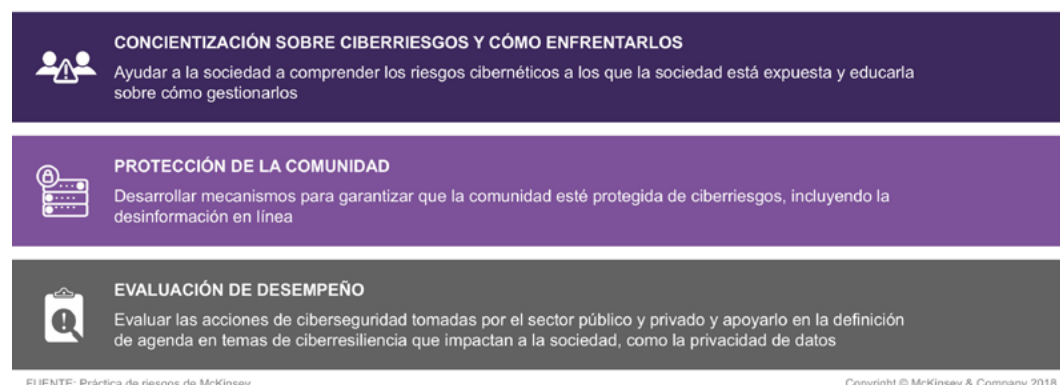 CONCIENTIZACIÓN SOBRE CIBERRIESGOS Y CÓMO ENFRENTARLOS
Ayudar a la sociedad a comprender los riesgos cibernéticos a los que la sociedad está expuesta y educarla
sobre cómo gestionarlos
PROTECCIÓN DE LA COMUNIDAD
Desarrollar mecanismos para garantizar que la comunidad esté protegida de ciberriesgos, incluyendo la
desinformación en línea
EVALUACIÓN DE DESEMPEÑO
Evaluar las acciones de ciberseguridad tomadas por el sector público y privado y apoyarlo en la definición
de agenda en temas de ciberresiliencia que impactan a la sociedad, como la privacidad de datos
FUENTE: Práctica de riesgos de McKinsey
Copyright © McKinsey & Company 2018